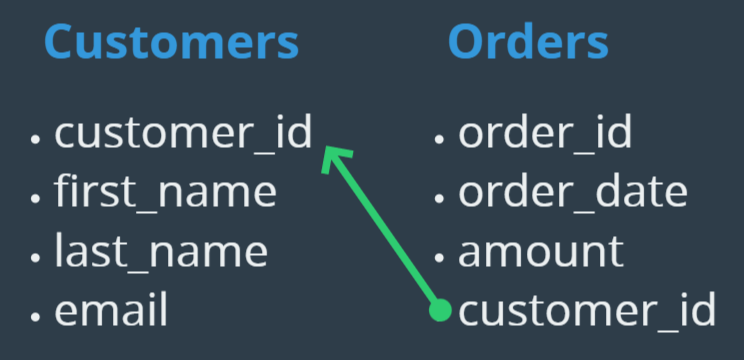 Customers
• customer_id
• first_name
• last_name
• email
Orders
• order_id
• order_date
• amount
customer_id